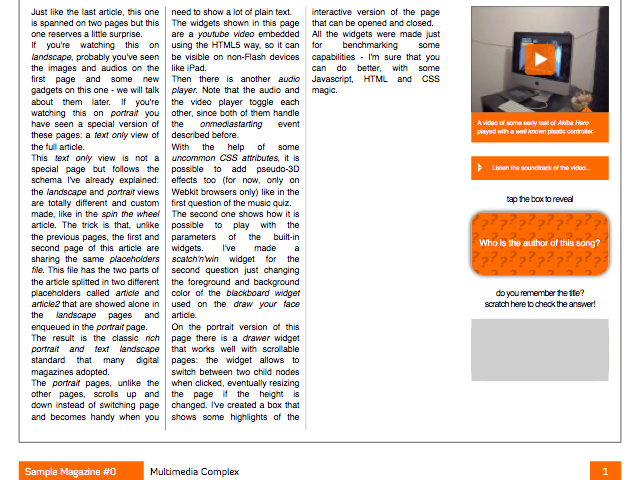 Just like the last article, this one
is spanned on two pages but this
one reserves a little surprise.
If you're watching this on
landscape, probably you've seen
the images and audios on the
first page and some new
gadgets on this one - we will talk
about them later. If you're
watching this on portrait you
have seen a special version of
these pages: a text only view of
the full article.
This text only view is not a
special page but follows the
schema I've already explained:
the landscape and portrait views
are totally different and custom
made, like in the spin the wheel
article. The trick is that, unlike
the previous pages, the first and
second page of this article are
sharing the same placeholders
file. This file has the two parts of
the article splitted in two different
placeholders called article and
article2 that are showed alone in
the landscape pages and
enqueued in the portrait page.
The result is the classic rich
portrait and text landscape
standard that many digital
magazines adopted.
The portrait pages, unlike the
other pages, scrolls up and
down instead of switching page
and becomes handy when you
need to show a lot of plain text.
The widgets shown in this page
are a youtube video embedded
using the HTML5 way, so it can
be visible on non-Flash devices
like iPad.
Then there is another audio
player. Note that the audio and
the video player toggle each
other, since both of them handle
the onmediastarting event
described before.
With the help of some
uncommon CSS attributes, it is
possible to add pseudo-3D
effects too (for now, only on
Webkit browsers only) like in the
first question of the music quiz.
The second one shows how it is
possible to play with the
parameters of the built-in
widgets. I've made a
scatch'n'win widget for the
second question just changing
the foreground and background
color of the blackboard widget
used on the draw your face
article.
On the portrait version of this
page there is a drawer widget
that works well with scrollable
pages: the widget allows to
switch between two child nodes
when clicked, eventually resizing
the page if the height is
changed. I've created a box that
shows some highlights of the
interactive version of the page
that can be opened and closed.
All the widgets were made just
for benchmarking some
capabilities - I'm sure that you
can do better, with some
Javascript, HTML and CSS
magic.
A video of some early test of Akiba Hero
played with a well known plastic controller.
Listen the soundtrack of the video...
tap the box to reveal
Who is the author of this song?
do you remember the title?
scratch here to check the answer!
Sample Magazine #0
Multimedia Complex
1